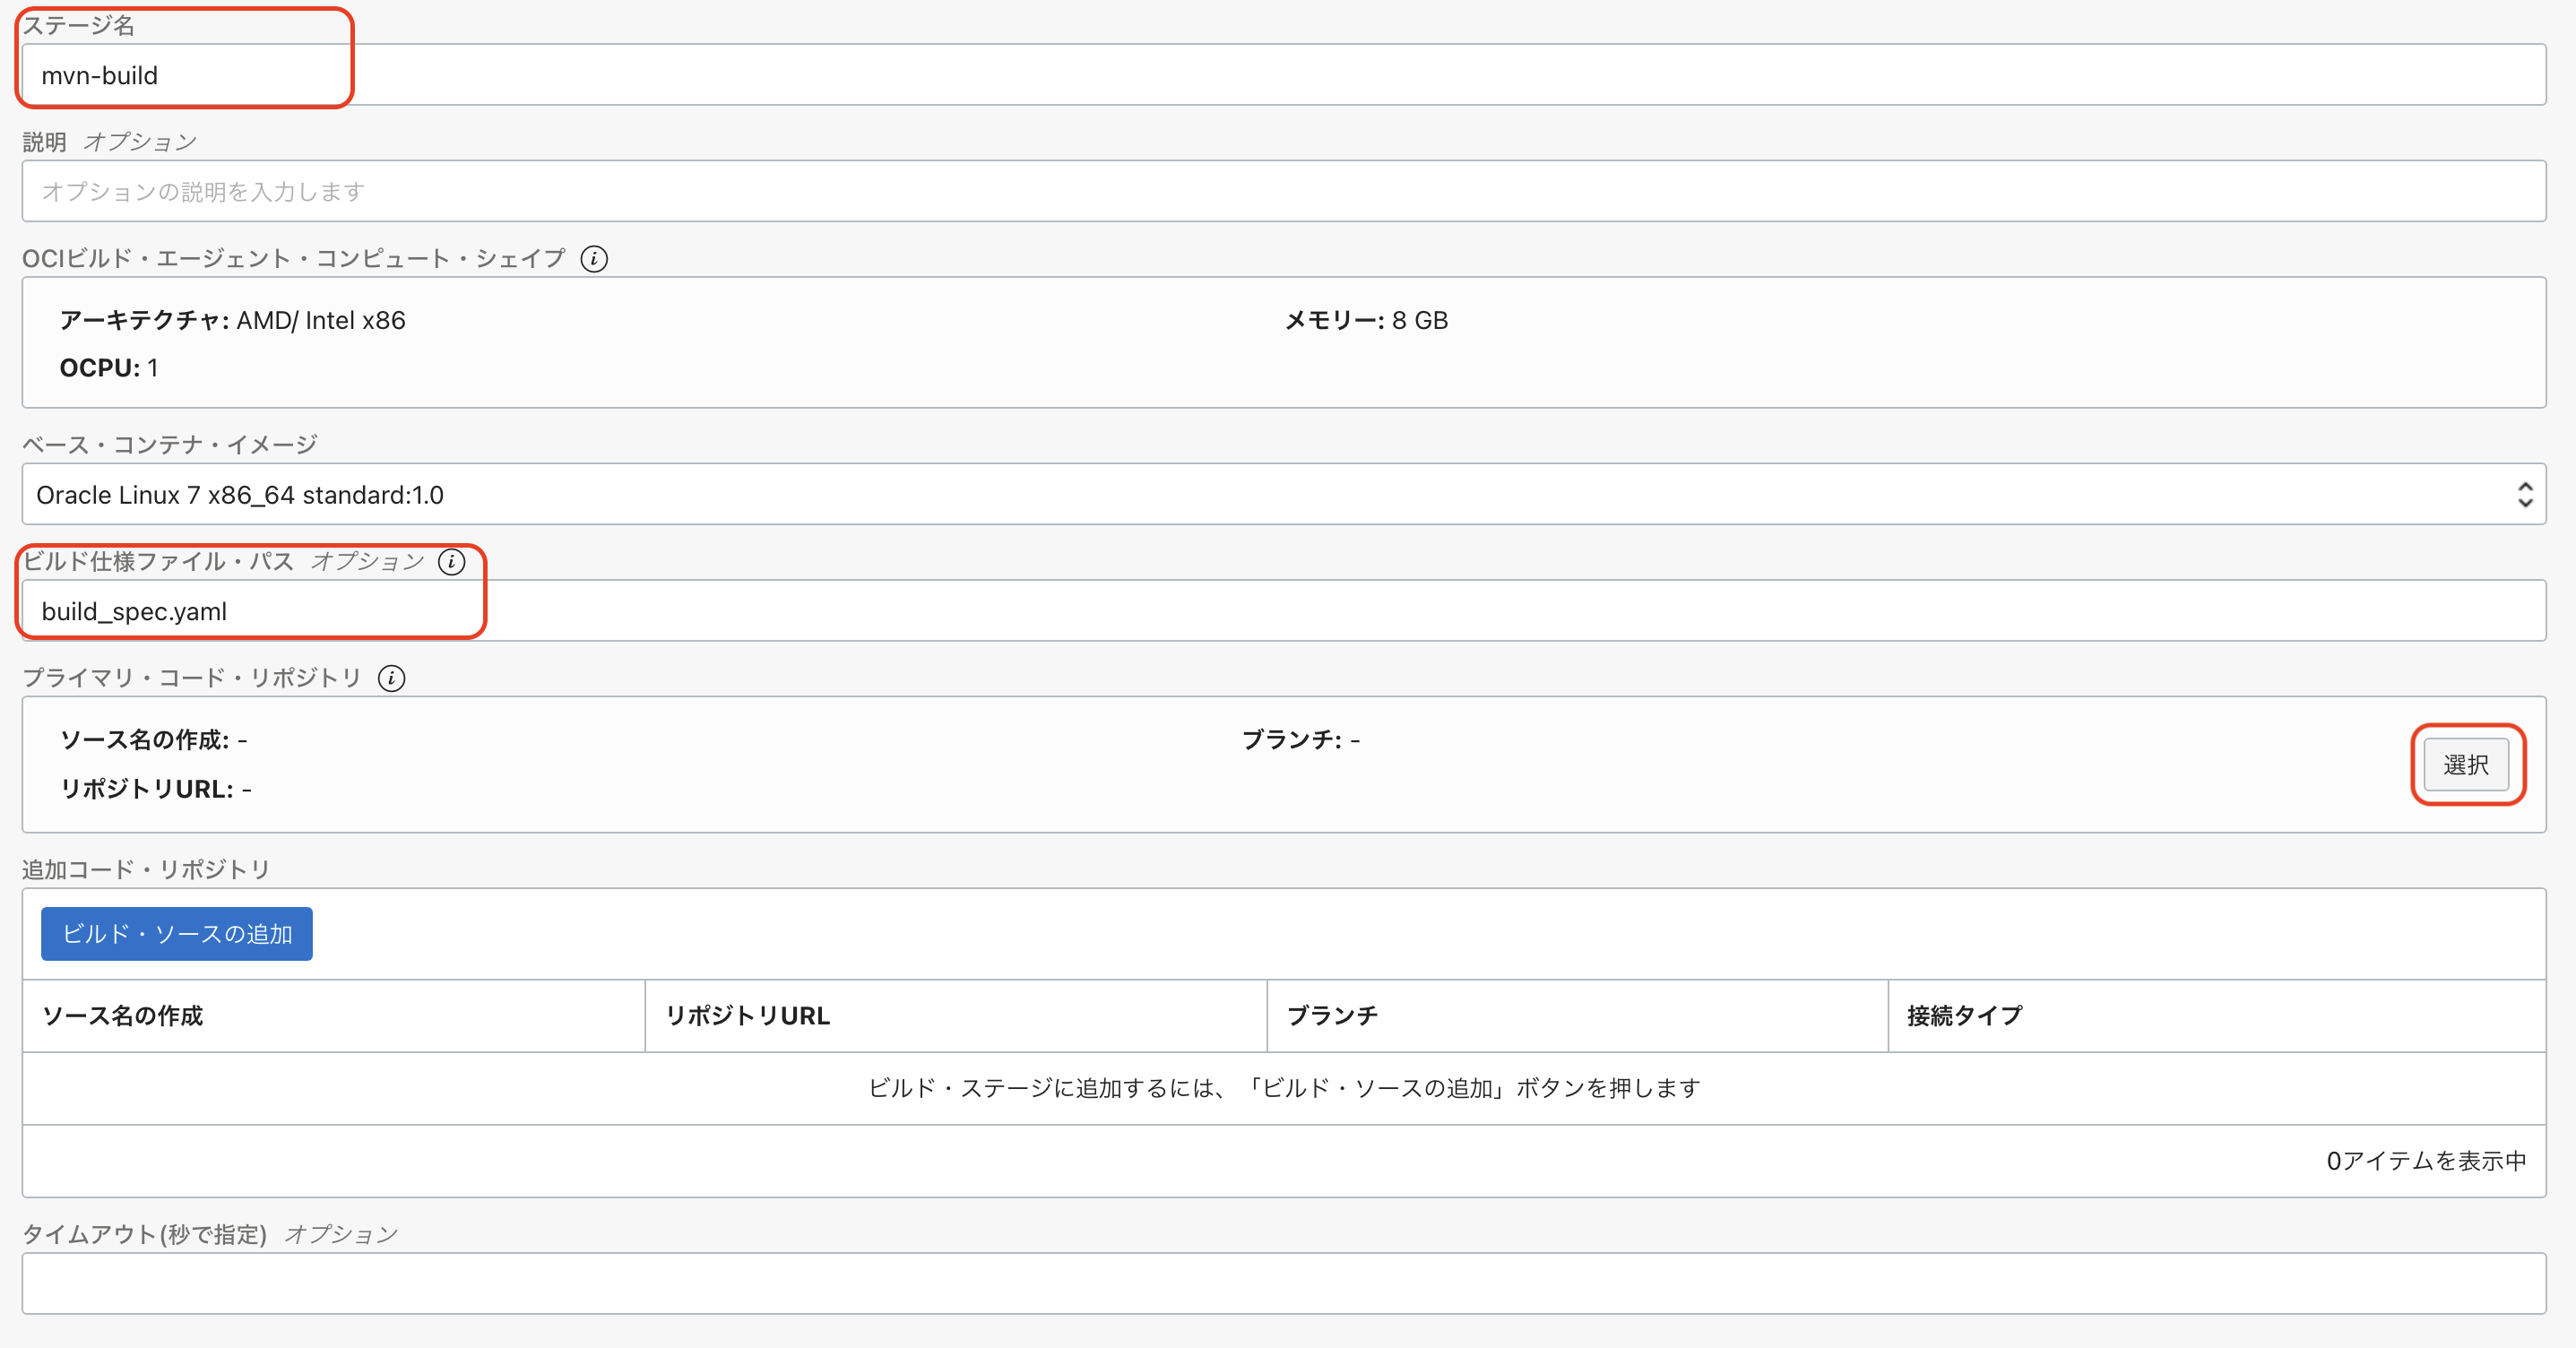 ステージ名
mvn-build
説明 オプション
オプションの説明を入力します
OCIビルド・エージェント・コンピュート・シェイプ i
アーキテクチャ: AMD/ Intel x86
メモリー: 8 GB
OCPU: 1
ベース・コンテナ・イメージ
Oracle Linux 7 x86_64 standard:1.0
ビルド仕様ファイル・パス オプション i
build_spec.yaml
プライマリ・コード・リポジトリ i
ソース名の作成: -
ブランチ: -
リポジトリURL: -
選択
追加コード・リポジトリ
ビルド・ソースの追加
ソース名の作成 リポジトリURL ブランチ 接続タイプ
ビルド・ステージに追加するには、「ビルド・ソースの追加」ボタンを押します
0アイテムを表示中
タイムアウト(秒で指定) オプション